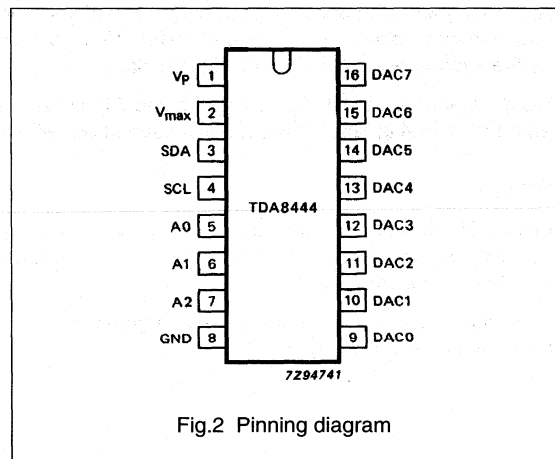 Vp 1 16 DAC7
Vmax 2 15 DAC6
SDA 3 14 DAC5
SCL 4 13 DAC4
TDA8444
A0 5 12 DAC3
A1 6 11 DAC2
A2 7 10 DAC1
GND 8 9 DAC0
7Z94741
Fig.2 Pinning diagram